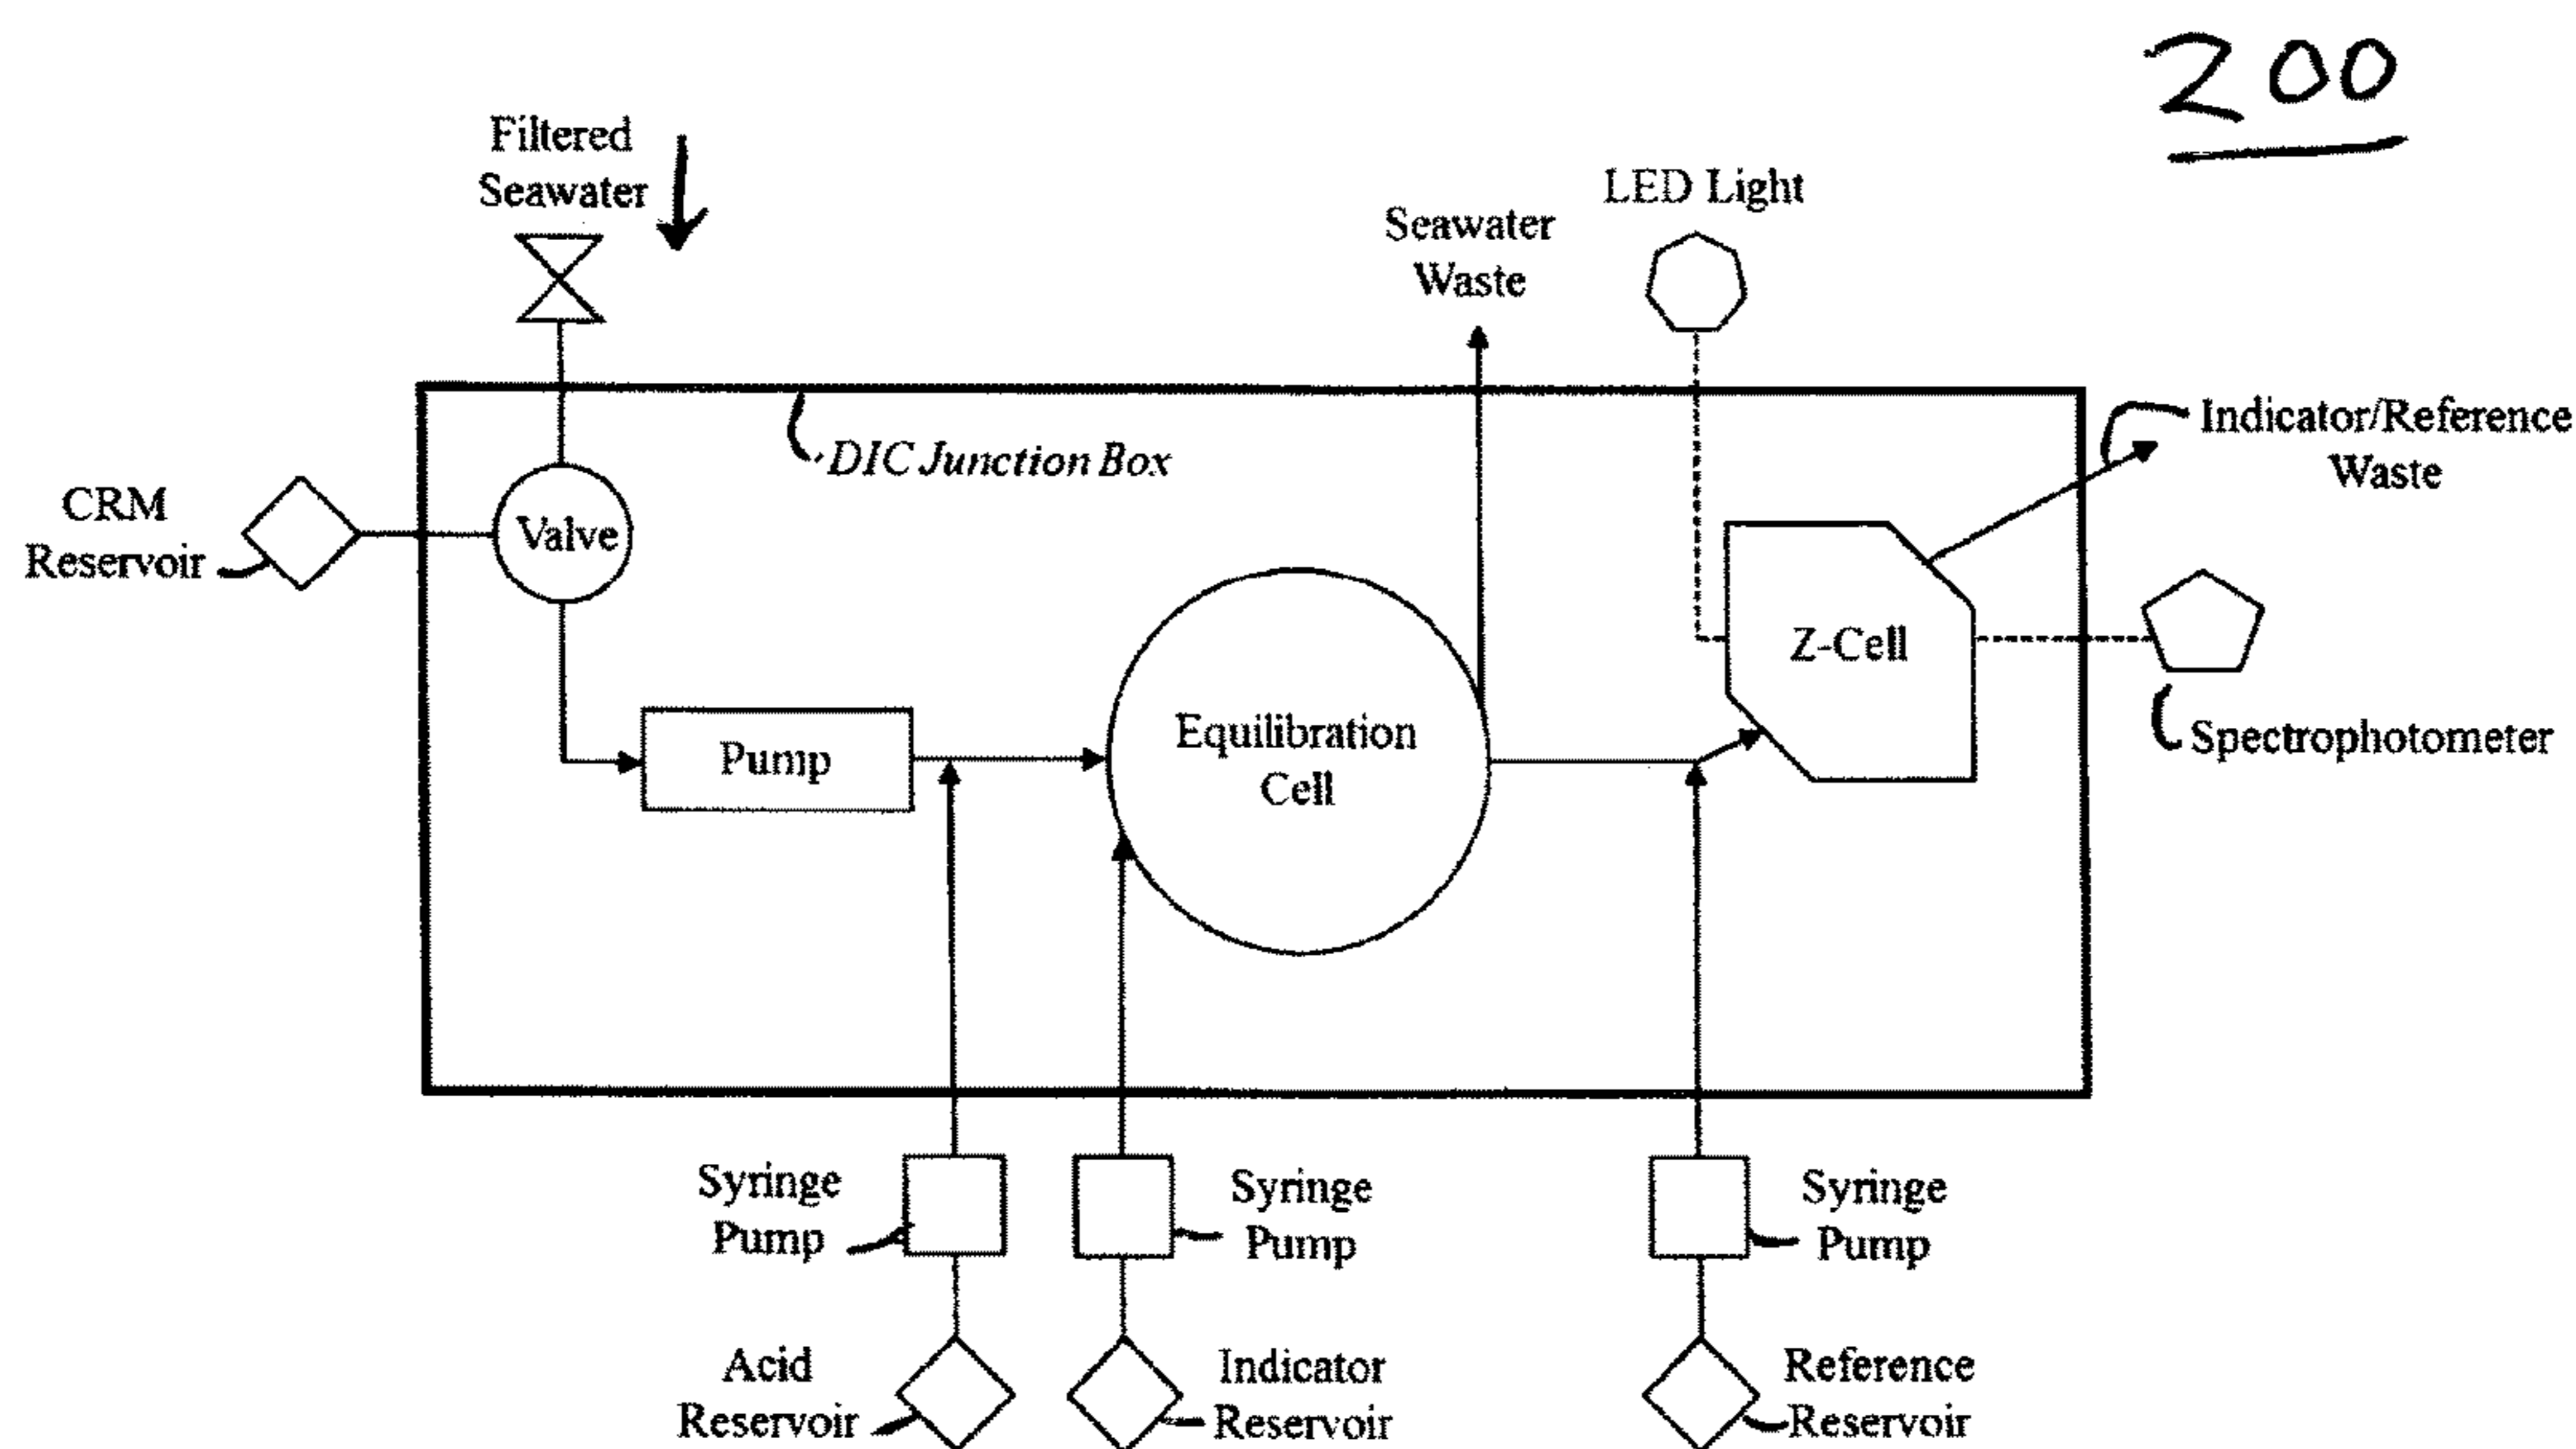 200
Filtered
Seawater
LED Light
Seawater
Waste
Indicator/Reference
Waste
DIC Junction Box
CRM
Reservoir
Valve
Z-Cell
Equilibration
Cell
Pump
Spectrophotometer
Syringe
Pump
Syringe
Pump
Syringe
Pump
Acid
Reservoir
Indicator
Reservoir
Reference
Reservoir